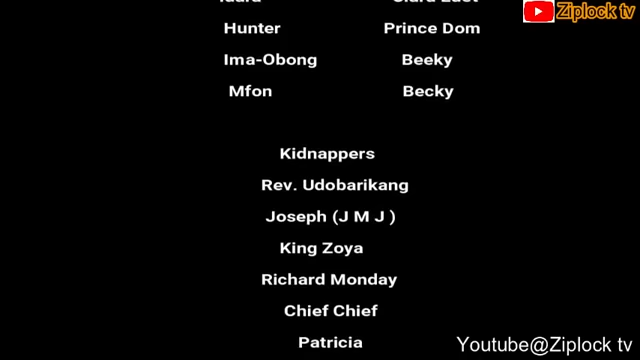 Ziplock tv
Hunter Prince Dom
Ima-Obong Beeky
Mfon Becky
Kidnappers
Rev. Udobarikang
Joseph (J M J )
King Zoya
Richard Monday
Chief Chief
Patricia
Youtube@Ziplock tv